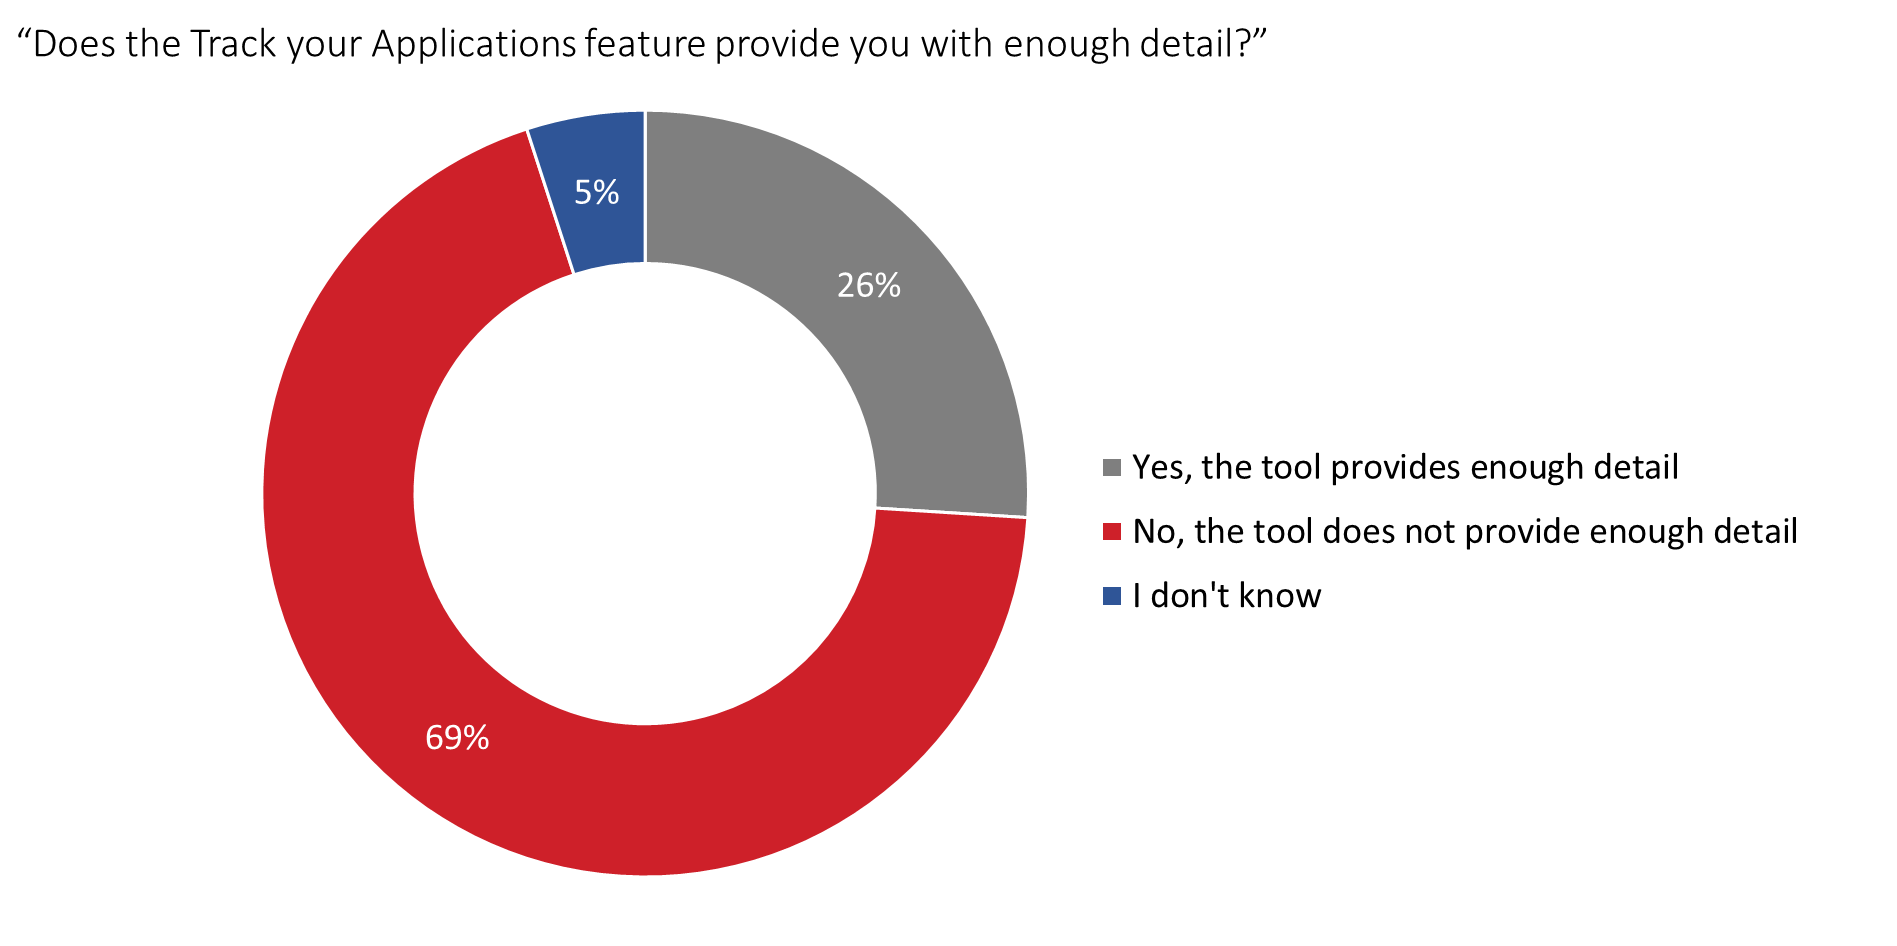 “Does the Track your Applications feature provide you with enough detail?”
5%
26%
69%
Yes, the tool provides enough detail
No, the tool does not provide enough detail
I don't know